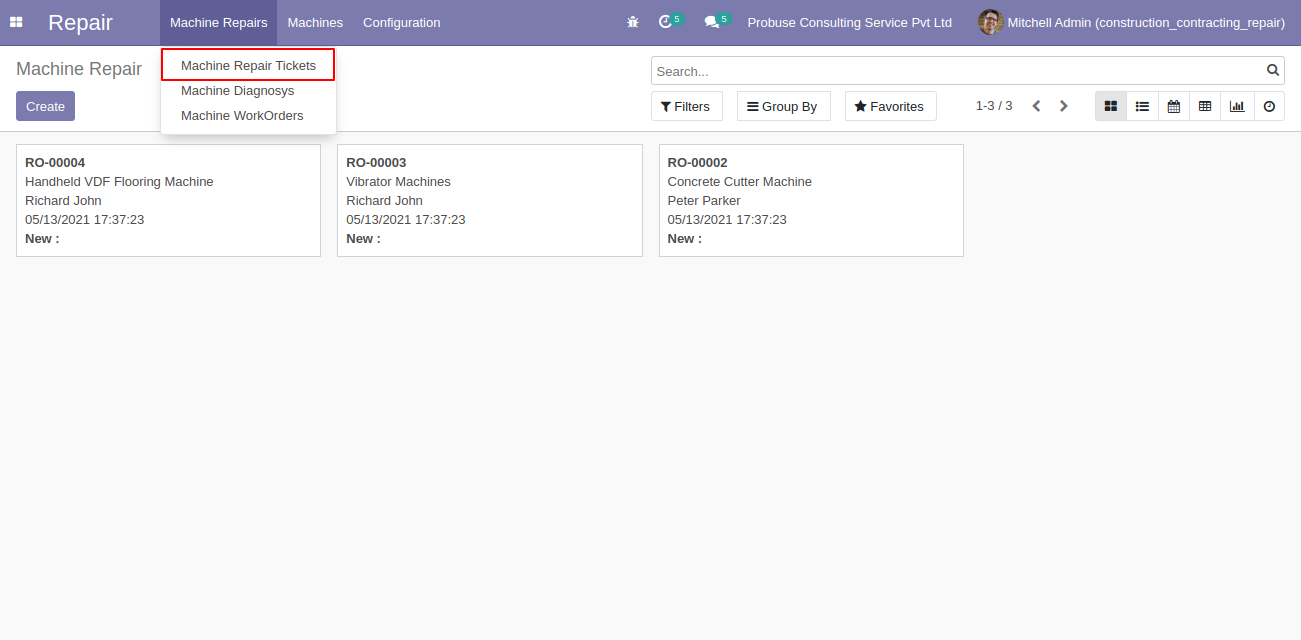 Repair
Machine Repairs
Machines
Configuration
5
5
Probuse Consulting Service Pvt Ltd
Mitchell Admin (construction_contracting_repair)
Machine Repair
Machine Repair Tickets
Machine Diagnosys
Machine WorkOrders
Search...
Create
Filters
Group By
Favorites
1-3 / 3
RO-00004
Handheld VDF Flooring Machine
Richard John
05/13/2021 17:37:23
New :
RO-00003
Vibrator Machines
Richard John
05/13/2021 17:37:23
New :
RO-00002
Concrete Cutter Machine
Peter Parker
05/13/2021 17:37:23
New :